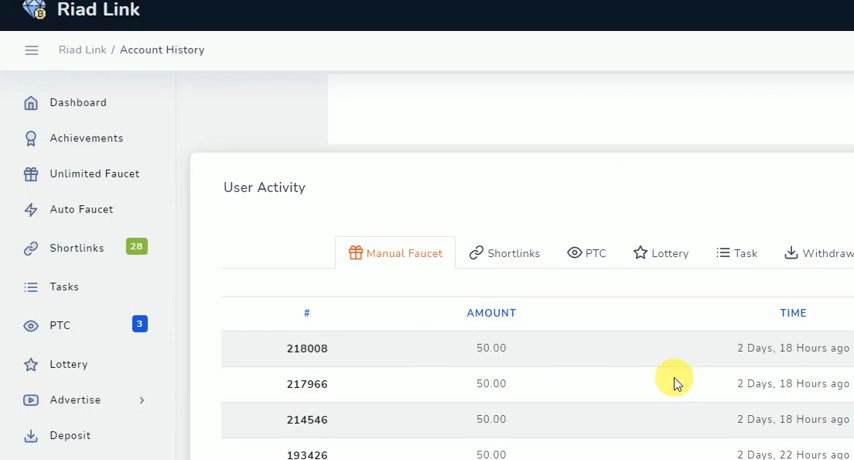 Riad Link
Riad Link / Account History
Dashboard
Achievements
Unlimited Faucet
Auto Faucet
Shortlinks 28
Tasks
PTC 3
Lottery
Advertise
Deposit
User Activity
Manual Faucet Shortlinks PTC Lottery Task Withdraw
# AMOUNT TIME
218008 50.00 2 Days, 18 Hours ago
217966 50.00 2 Days, 18 Hours ago
214546 50.00 2 Days, 18 Hours ago
193426 50.00 2 Days, 22 Hours ago